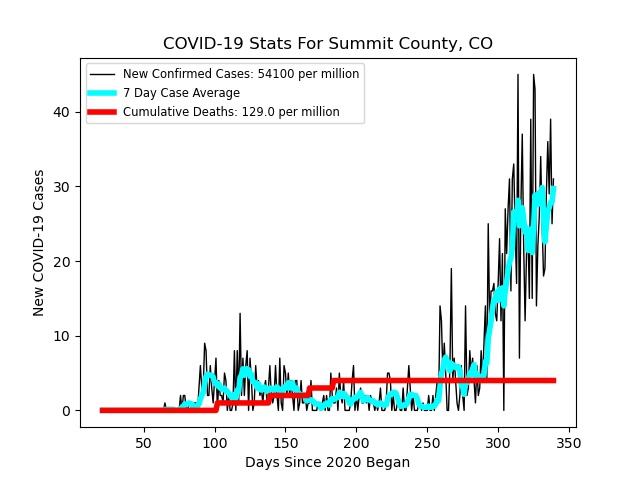 COVID-19 Stats For Summit County, CO
New Confirmed Cases: 54100 per million
7 Day Case Average
Cumulative Deaths: 129.0 per million
New COVID-19 Cases
40
30
20
10
0
50
100
150
200
250
300
350
Days Since 2020 Began